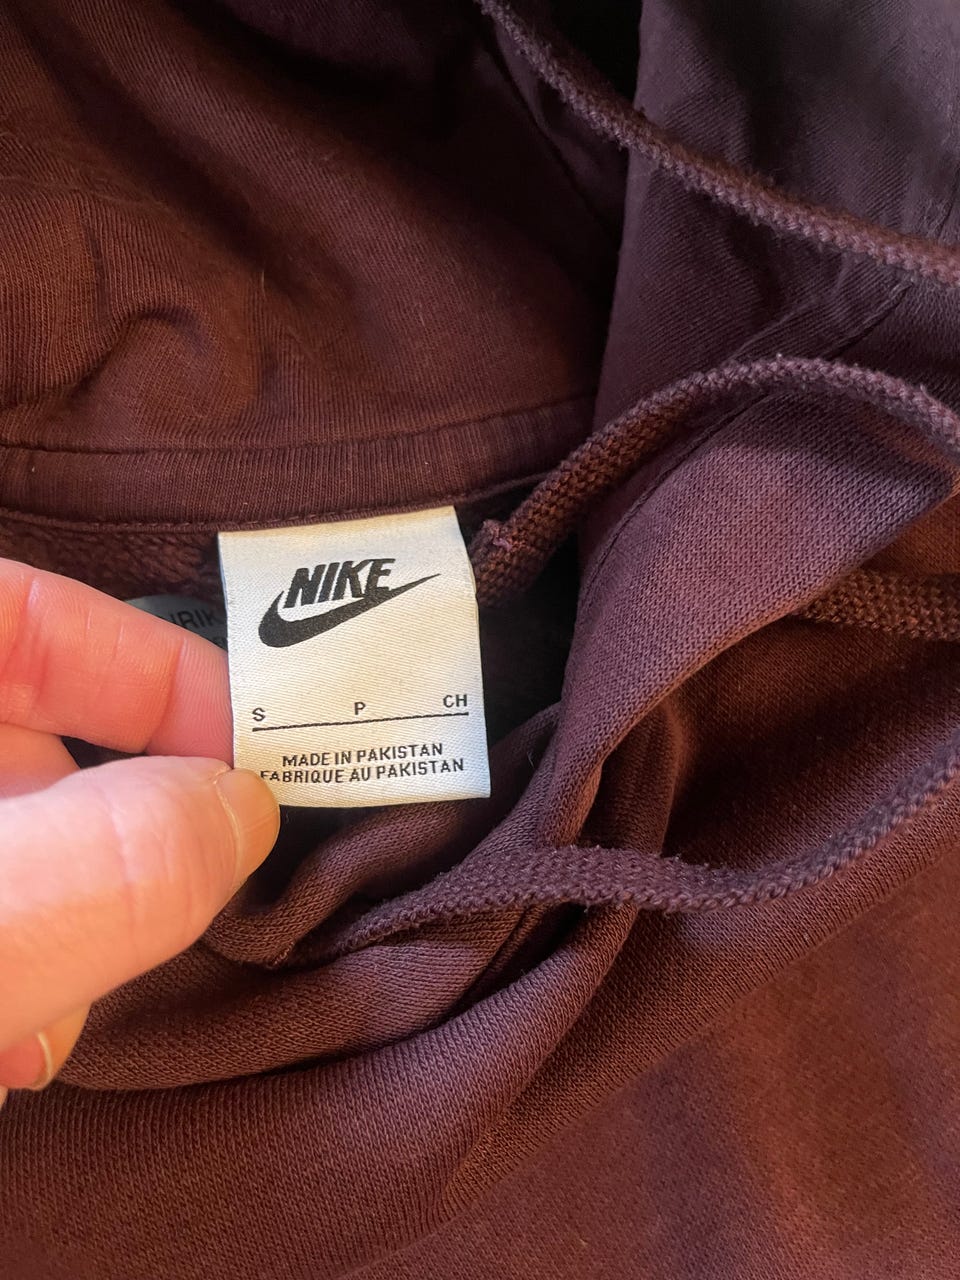 NIKE
S P CH
MADE IN PAKISTAN
FABRIQUE AU PAKISTAN